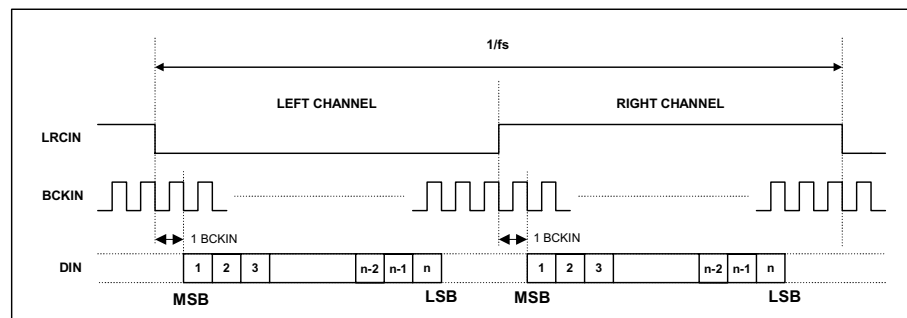 1/fs
LEFT CHANNEL RIGHT CHANNEL
LRCIN
BCKIN
1 BCKIN 1 BCKIN
DIN 1 2 3 n-2 n-1 n 1 2 3 n-2 n-1 n
MSB LSB MSB LSB